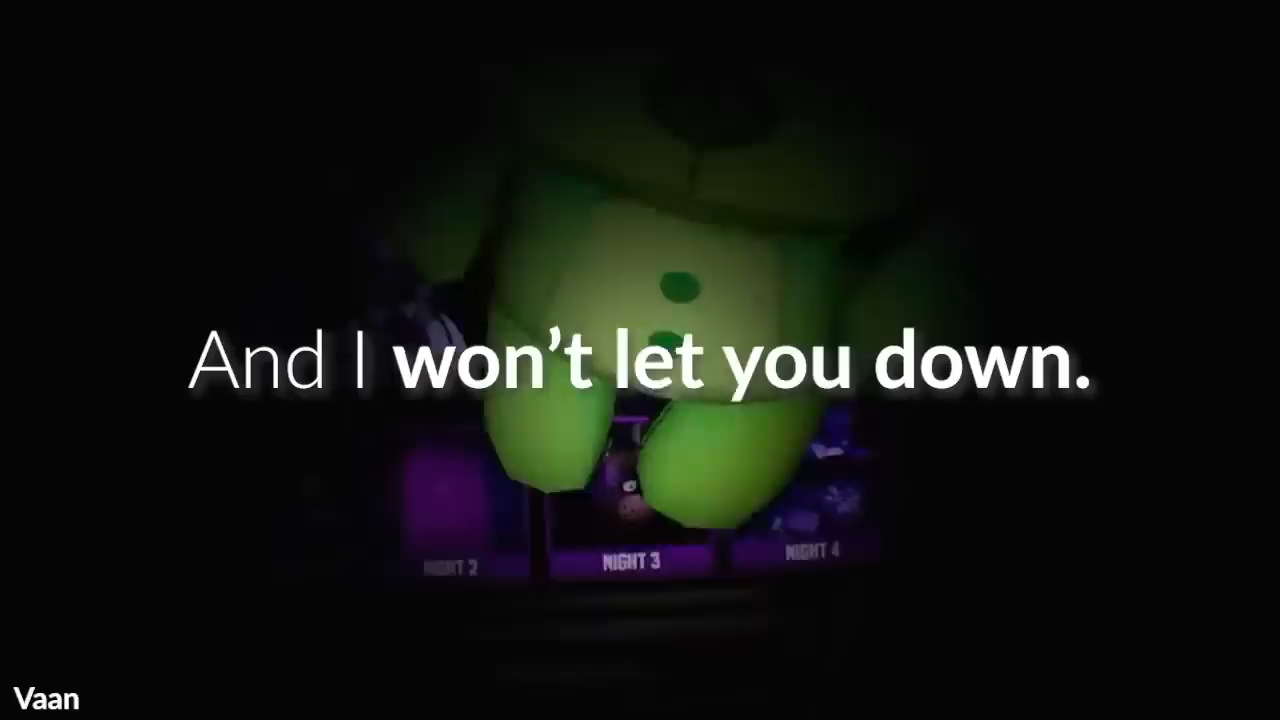 And I won’t let you down.
NIGHT 2
NIGHT 3
NIGHT 4
Vaan